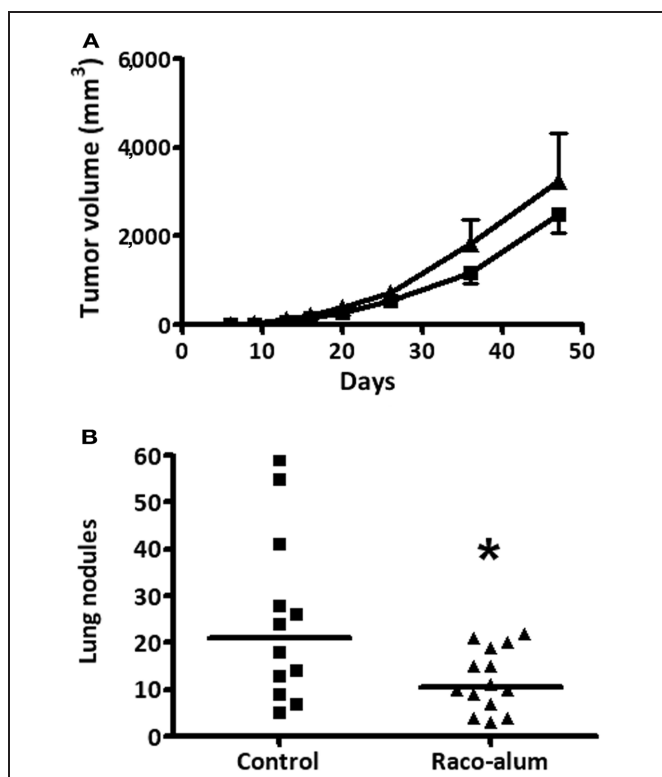 A
Tumor volume (mm³)
6,000
4,000
2,000
0
0 10 20 30 40 50
Days
B
Lung nodules
60
50
40
30
20
10
0
*
Control Raco-alum